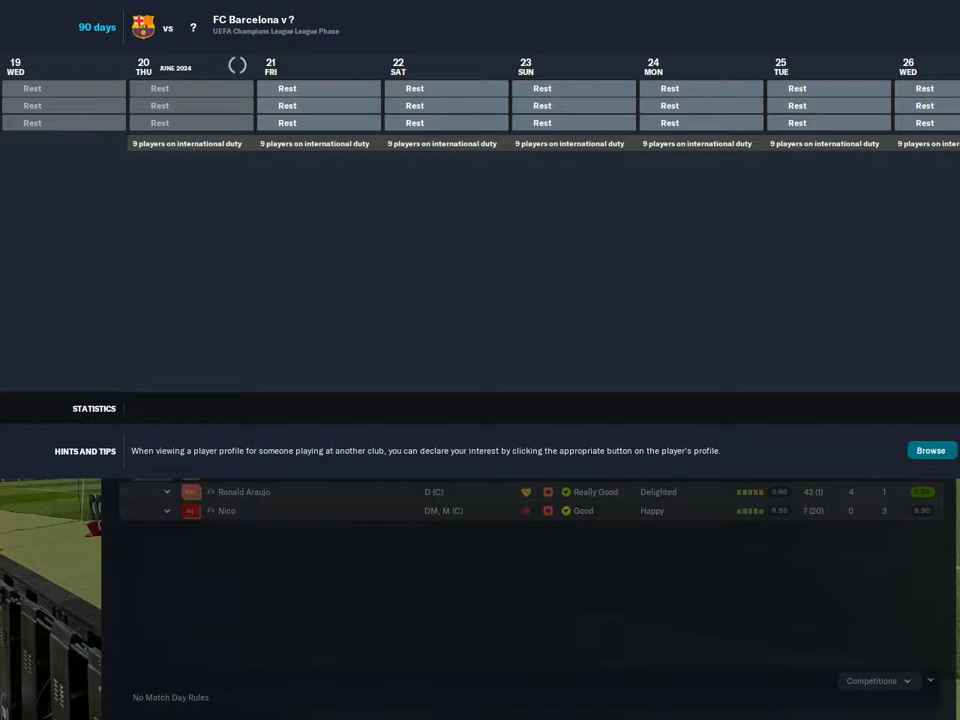 90 days
vs
?
FC Barcelona v ?
UEFA Champions League League Phase
19 WED
20 THU JUNE 2024
21 FRI
22 SAT
23 SUN
24 MON
25 TUE
26 WED
Rest Rest Rest Rest Rest Rest Rest Rest
Rest Rest Rest Rest Rest Rest Rest Rest
Rest Rest Rest Rest Rest Rest Rest Rest
9 players on international duty 9 players on international duty 9 players on international duty 9 players on international duty 9 players on international duty 9 players on international duty 9 players on inter
STATISTICS
HINTS AND TIPS When viewing a player profile for someone playing at another club, you can declare your interest by clicking the appropriate button on the player's profile. Browse
Ronald Araujo D (C) Really Good Delighted 6.60 43 (1) 4 1
Nico DM, M (C) Good Happy 7 (20) 0 3 6.90
Competitions
No Match Day Rules